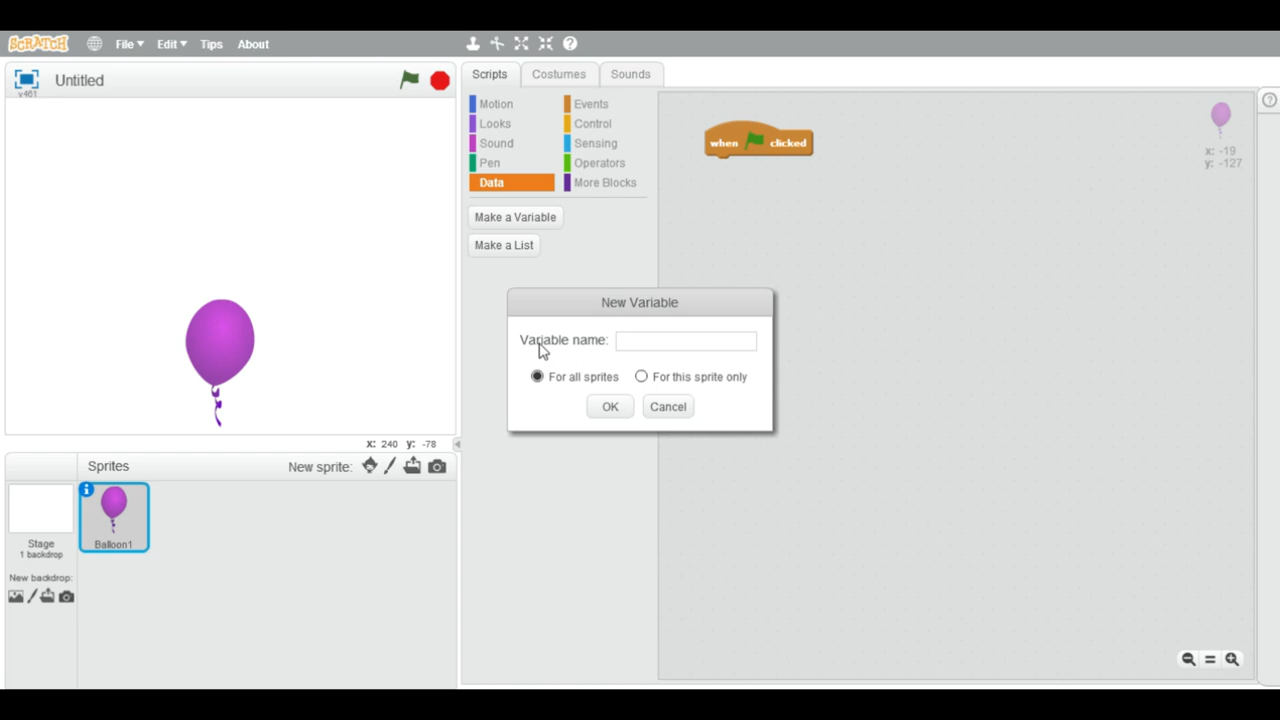 SCRATCH File Edit Tips About
Untitled
v461
Scripts Costumes Sounds
Motion Events
Looks Control
Sound Sensing
Pen Operators
Data More Blocks
Make a Variable
Make a List
when clicked
x: -19
y: -127
New Variable
Variable name:
For all sprites For this sprite only
OK Cancel
x: 240 y: -78
Sprites New sprite:
Stage
1 backdrop
Balloon1
New backdrop: